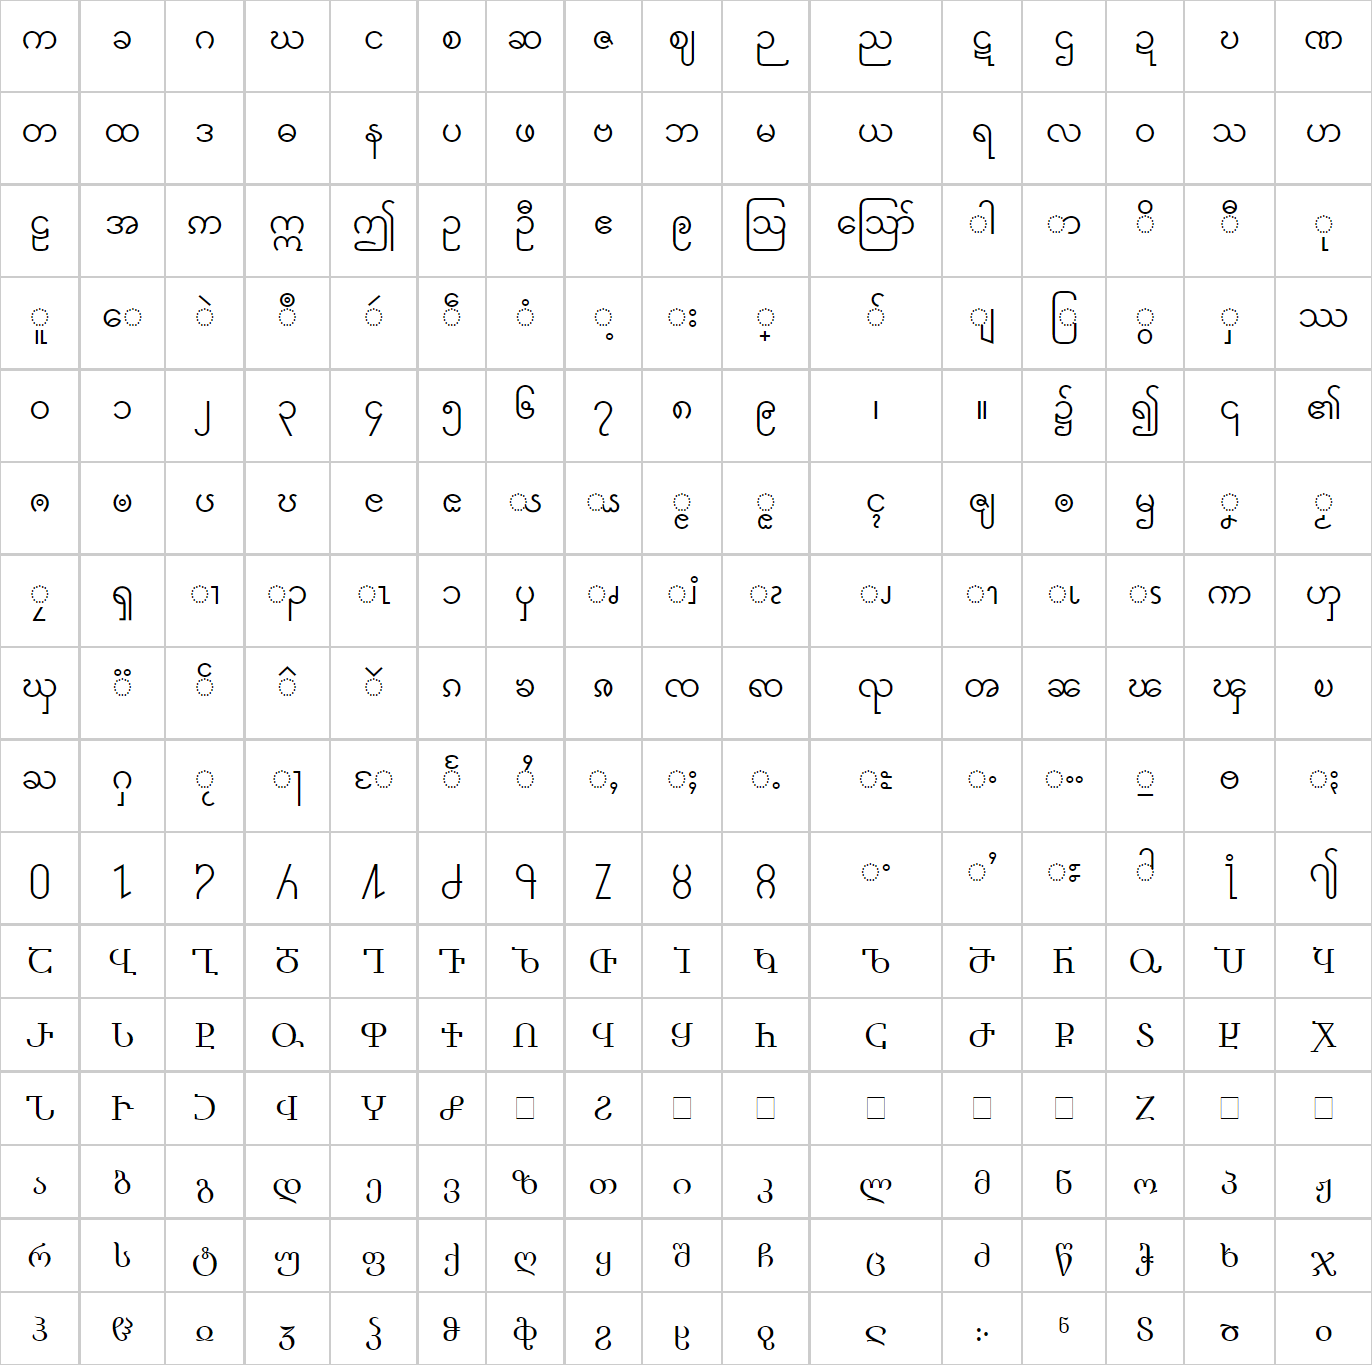 က ခ ဂ ဃ င စ ဆ ဇ ဈ ဉ ည ဋ ဌ ဍ ဎ ဏ
တ ထ ဒ ဓ န ပ ဖ ဗ ဘ မ ယ ရ လ ဝ သ ဟ
ဠ အ ဢ ဣ ဤ ဥ ဦ ဧ ဨ ဩ ဪ ါ ာ ိ ီ ု
ူ ေ ဲ ဳ ဴ ဵ ံ ့ း ္ ် ျ ြ ွ ှ ဿ
၀ ၁ ၂ ၃ ၄ ၅ ၆ ၇ ၈ ၉ ၊ ။ ၌ ၍ ၎ ၏
ၐ ၑ ၒ ၓ ၔ ၕ ၖ ၗ ၘ ၙ ၚ ၛ ၜ ၝ ၞ ၟ
ၠ ၡ ၢ ၣ ၤ ၥ ၦ ၧ ၨ ၩ ၪ ၫ ၬ ၭ ၮ ၯ
ၰ ၱ ၲ ၳ ၴ ၵ ၶ ၷ ၸ ၹ ၺ ၻ ၼ ၽ ၾ ၿ
ႀ ႁ ႂ ႃ ႄ ႅ ႆ ႇ ႈ ႉ ႊ ႋ ႌ ႍ ႎ ႏ
႐ ႑ ႒ ႓ ႔ ႕ ႖ ႗ ႘ ႙ ႚ ႛ ႜ ႝ ႞ ႟
Ⴀ Ⴁ Ⴂ Ⴃ Ⴄ Ⴅ Ⴆ Ⴇ Ⴈ Ⴉ Ⴊ Ⴋ Ⴌ Ⴍ Ⴎ Ⴏ
Ⴐ Ⴑ Ⴒ Ⴓ Ⴔ Ⴕ Ⴖ Ⴗ Ⴘ Ⴙ Ⴚ Ⴛ Ⴜ Ⴝ Ⴞ Ⴟ
Ⴠ Ⴡ Ⴢ Ⴣ Ⴤ Ⴥ Ⴧ Ⴭ
ა ბ გ დ ე ვ ზ თ ი კ ლ მ ნ ო პ ჟ
რ ს ტ უ ფ ქ ღ ყ შ ჩ ც ძ წ ჭ ხ ჯ
ჰ ჱ ჲ ჳ ჴ ჵ ჶ ჷ ჸ ჹ ჺ ჻ ჼ ჽ ჾ ჿ